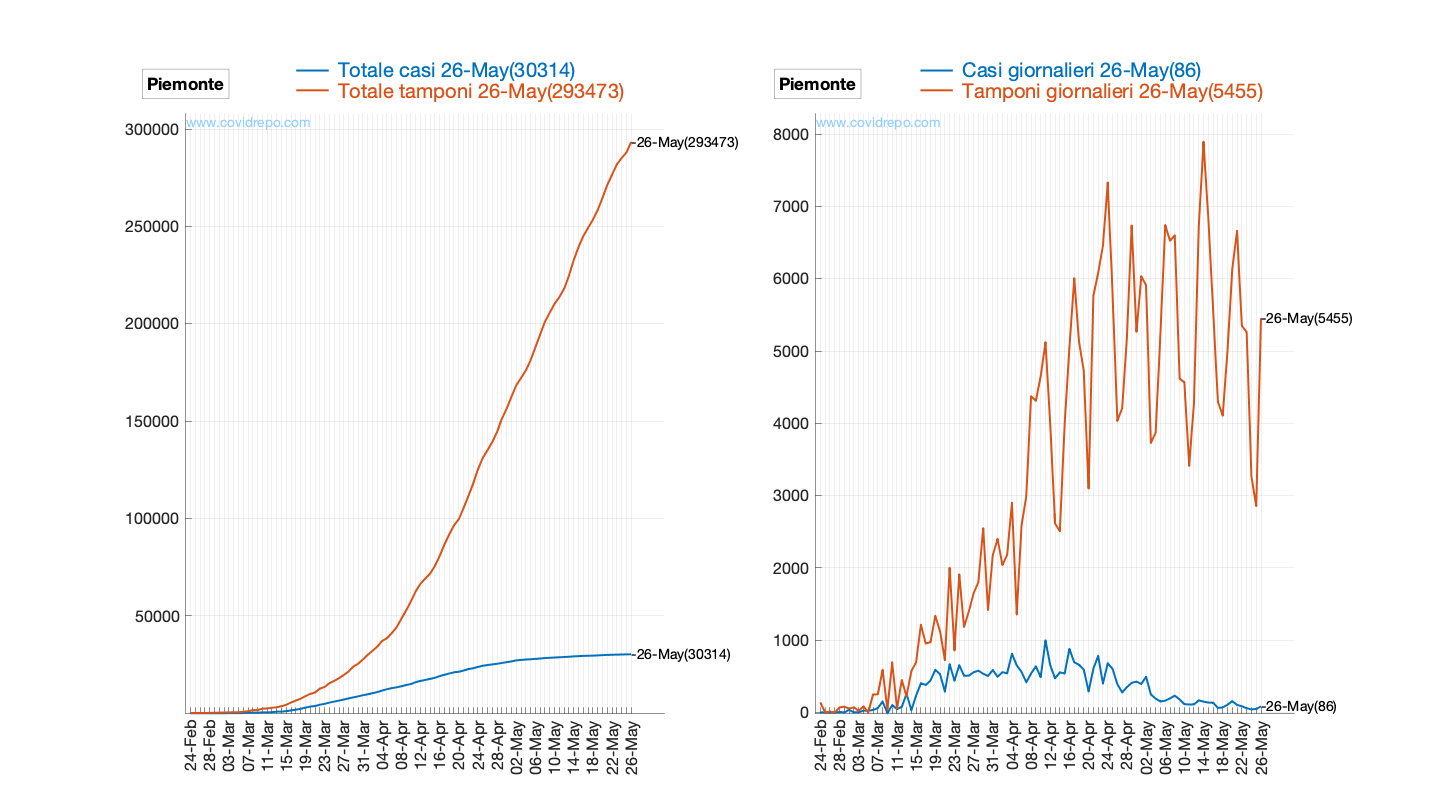 Piemonte
Totale casi 26-May(30314)
Totale tamponi 26-May(293473)
www.covidrepo.com
300000
250000
200000
150000
100000
50000
26-May(293473)
26-May(30314)
24-Feb
28-Feb
03-Mar
07-Mar
11-Mar
15-Mar
19-Mar
23-Mar
27-Mar
31-Mar
04-Apr
08-Apr
12-Apr
16-Apr
20-Apr
24-Apr
28-Apr
02-May
06-May
10-May
14-May
18-May
22-May
26-May
Piemonte
Casi giornalieri 26-May(86)
Tamponi giornalieri 26-May(5455)
www.covidrepo.com
8000
7000
6000
5000
4000
3000
2000
1000
0
26-May(5455)
26-May(86)
24-Feb
28-Feb
03-Mar
07-Mar
11-Mar
15-Mar
19-Mar
23-Mar
27-Mar
31-Mar
04-Apr
08-Apr
12-Apr
16-Apr
20-Apr
24-Apr
28-Apr
02-May
06-May
10-May
14-May
18-May
22-May
26-May